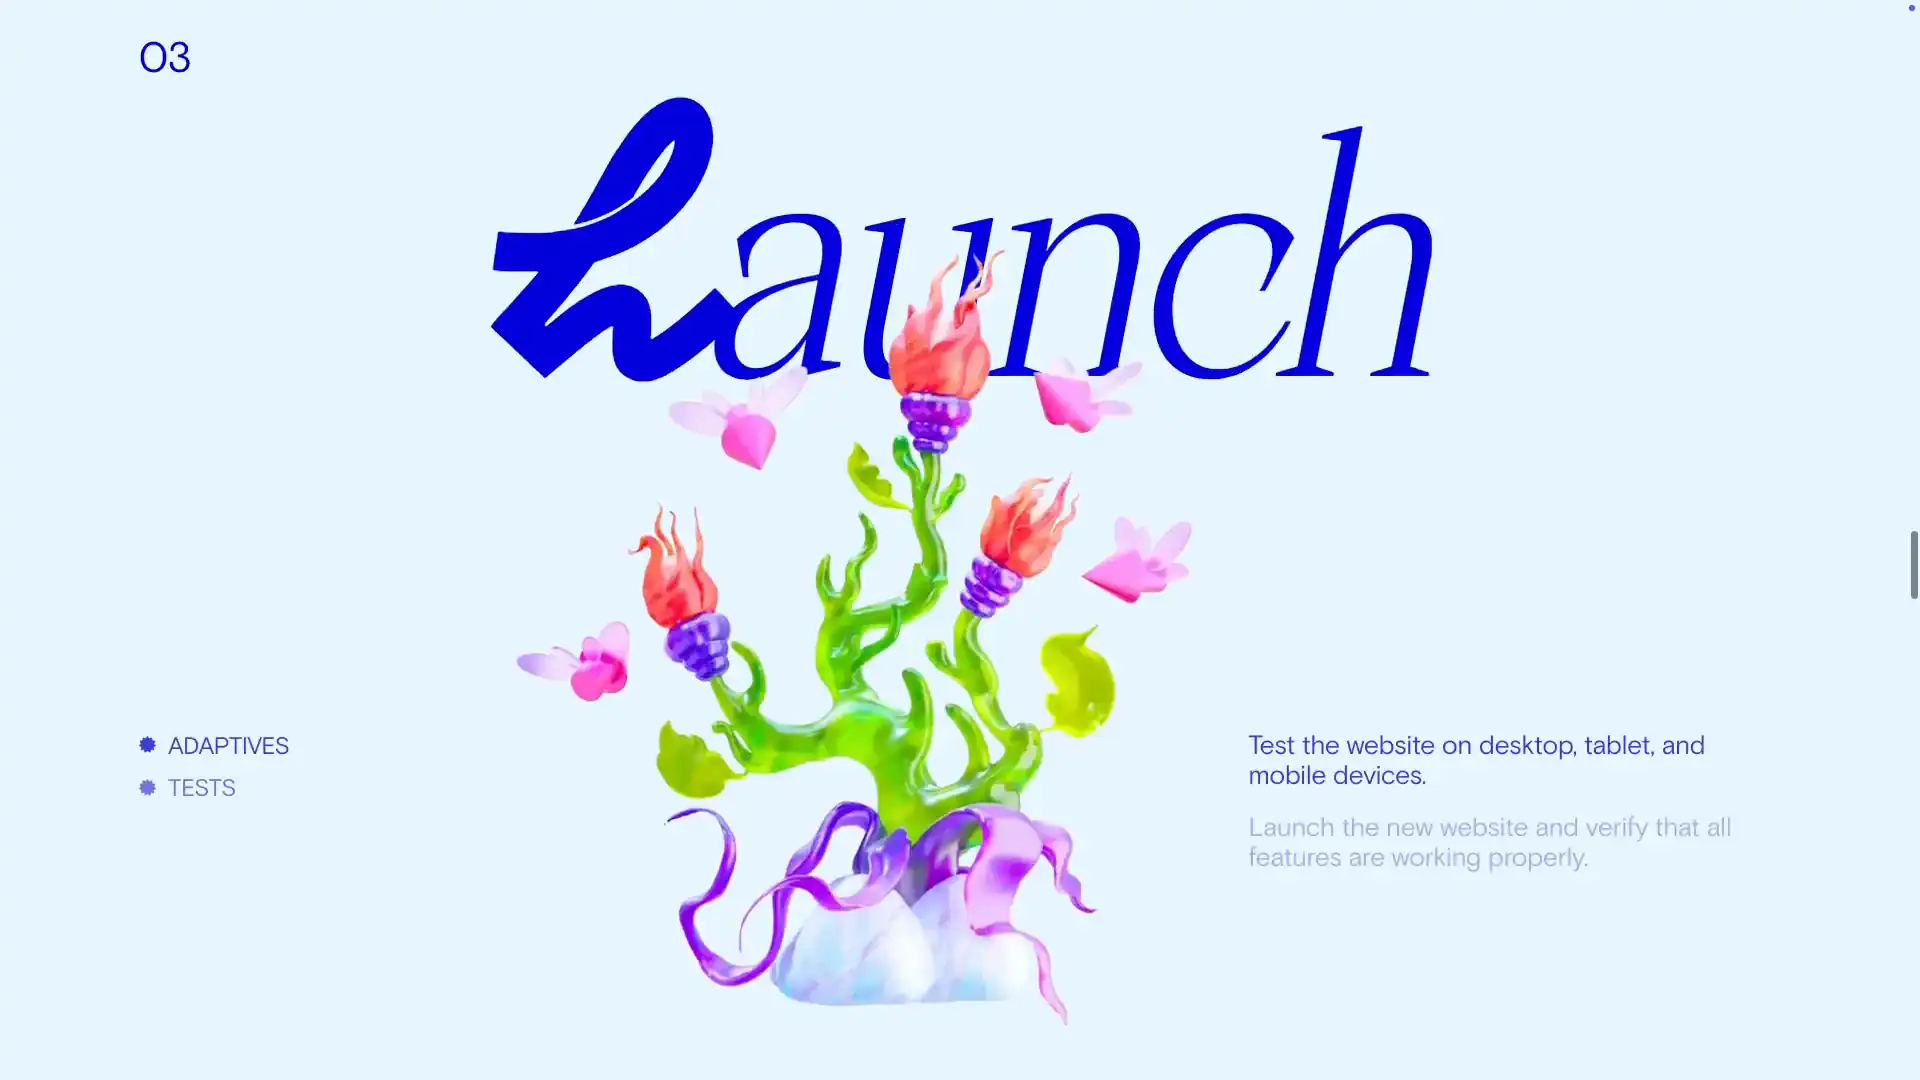 03
Launch
ADAPTIVES
TESTS
Test the website on desktop, tablet, and
mobile devices.
Launch the new website and verify that all
features are working properly.